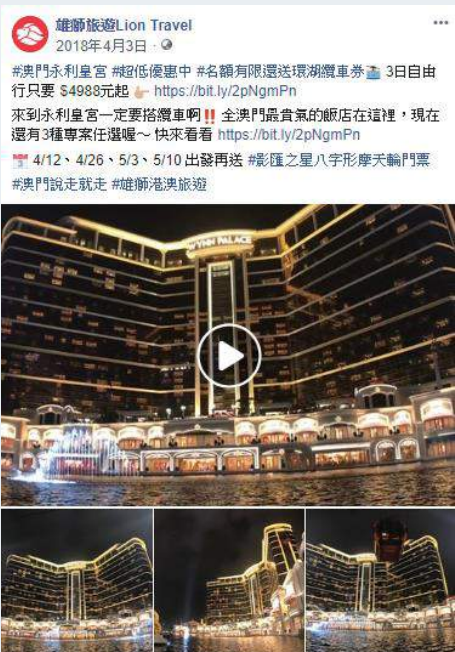 雄獅旅遊Lion Travel
2018年4月3日
#澳門永利皇宮 #超低優惠中 #名額有限還送環湖纜車券 3日自由
行只要 $4988元起 https://bit.ly/2pNgmPn
來到永利皇宮一定要搭纜車啊‼ 全澳門最貴氣的飯店在這裡，現在
還有3種專案任選喔～ 快來看看 https://bit.ly/2pNgmPn
4/12、4/26、5/3、5/10 出發再送 #影匯之星八字形摩天輪門票
#澳門說走就走 #雄獅港澳旅遊
WYNN PALACE